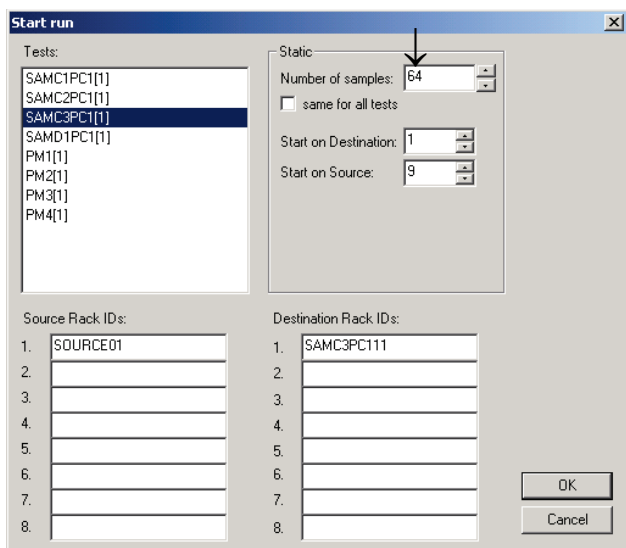 Start run
Tests:
SAMC1PC1[1]
SAMC2PC1[1]
SAMC3PC1[1]
SAMD1PC1[1]
PM1[1]
PM2[1]
PM3[1]
PM4[1]
Static
Number of samples: 64
same for all tests
Start on Destination: 1
Start on Source: 9
Source Rack IDs:
1. SOURCE01
2.
3.
4.
5.
6.
7.
8.
Destination Rack IDs:
1. SAMC3PC111
2.
3.
4.
5.
6.
7.
8.
OK
Cancel